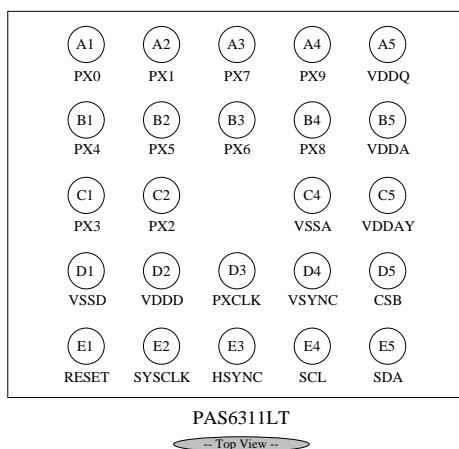 A1 A2 A3 A4 A5
PX0 PX1 PX7 PX9 VDDQ
B1 B2 B3 B4 B5
PX4 PX5 PX6 PX8 VDDA
C1 C2 C4 C5
PX3 PX2 VSSA VDDAY
D1 D2 D3 D4 D5
VSSD VDDD PXCLK VSYNC CSB
E1 E2 E3 E4 E5
RESET SYSCLK HSYNC SCL SDA
PAS6311LT
-- Top View --